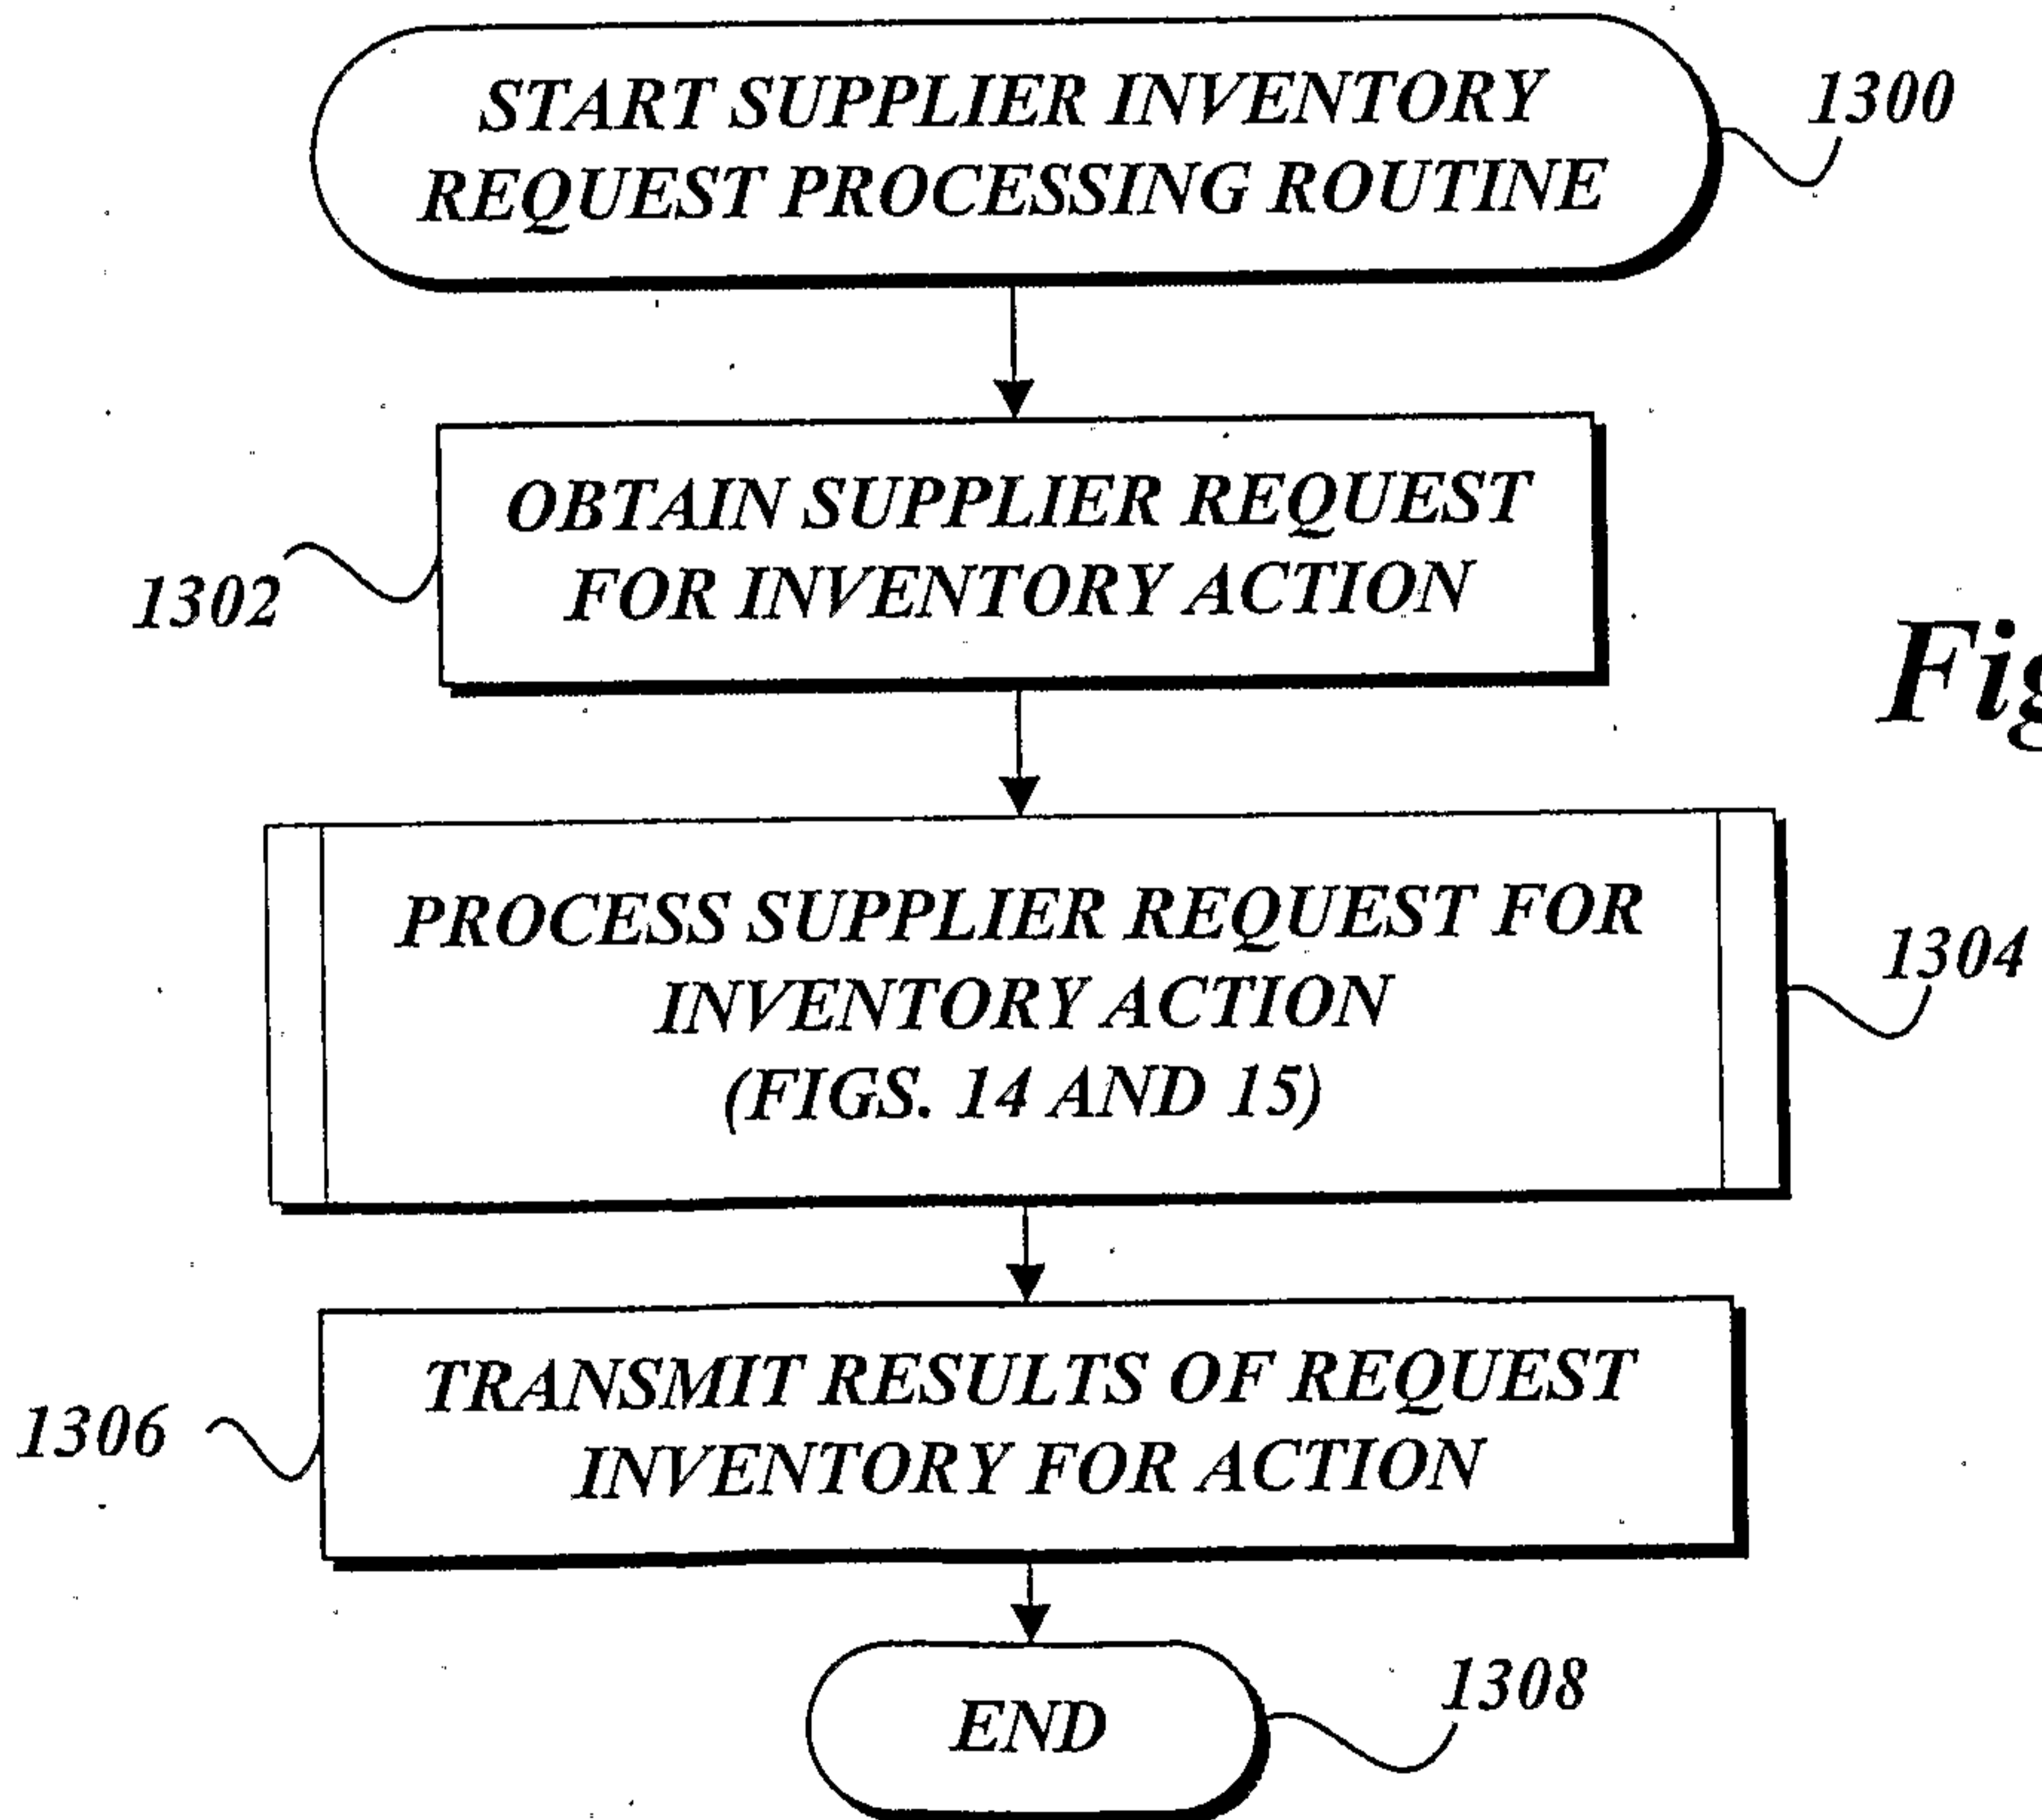 START SUPPLIER INVENTORY
REQUEST PROCESSING ROUTINE
1300
OBTAIN SUPPLIER REQUEST
FOR INVENTORY ACTION
1302
PROCESS SUPPLIER REQUEST FOR
INVENTORY ACTION
(FIGS. 14 AND 15)
1304
TRANSMIT RESULTS OF REQUEST
INVENTORY FOR ACTION
1306
END
1308